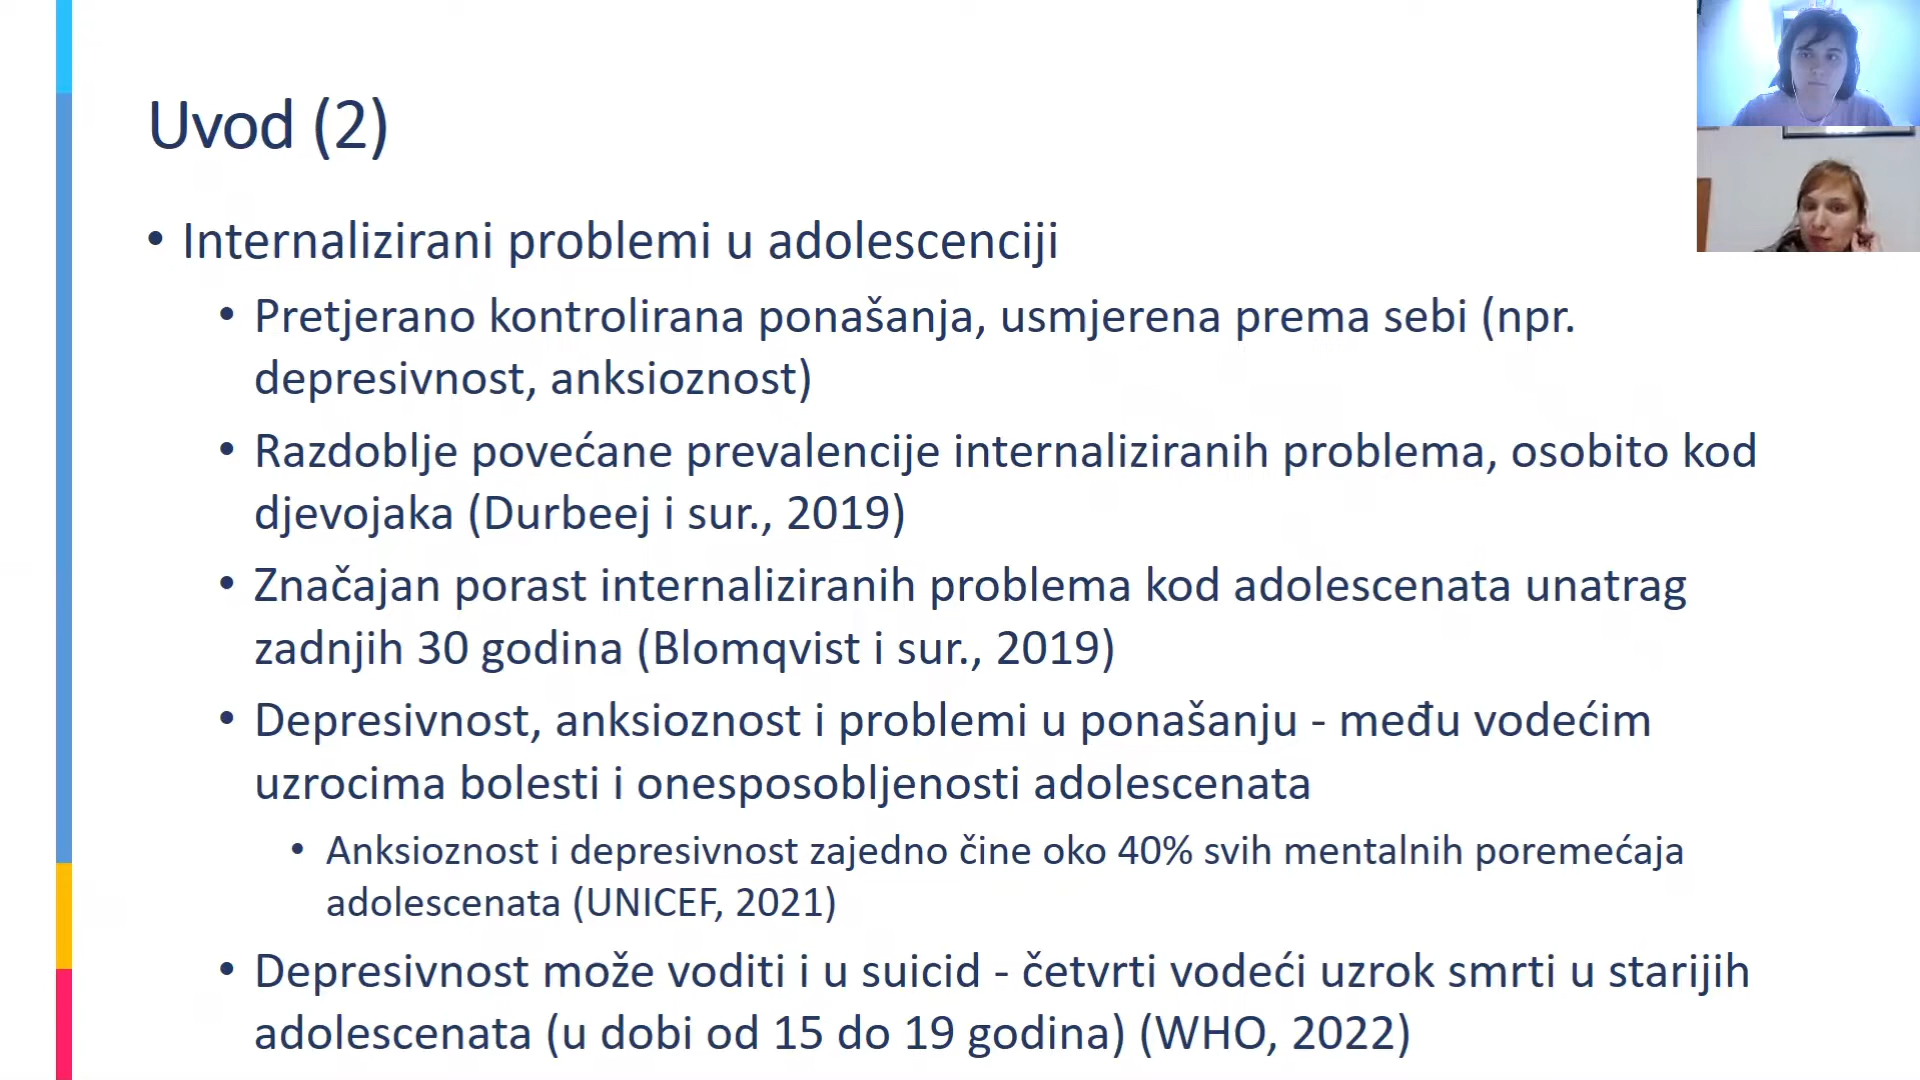 Uvod (2)
• Internalizirani problemi u adolescenciji
• Pretjerano kontrolirana ponašanja, usmjerena prema sebi (npr.
depresivnost, anksioznost)
• Razdoblje povećane prevalencije internaliziranih problema, osobito kod
djevojaka (Durbeej i sur., 2019)
• Značajan porast internaliziranih problema kod adolescenata unatrag
zadnjih 30 godina (Blomqvist i sur., 2019)
• Depresivnost, anksioznost i problemi u ponašanju - među vodećim
uzrocima bolesti i onesposobljenosti adolescenata
• Anksioznost i depresivnost zajedno čine oko 40% svih mentalnih poremećaja
adolescenata (UNICEF, 2021)
• Depresivnost može voditi i u suicid - četvrti vodeći uzrok smrti u starijih
adolescenata (u dobi od 15 do 19 godina) (WHO, 2022)